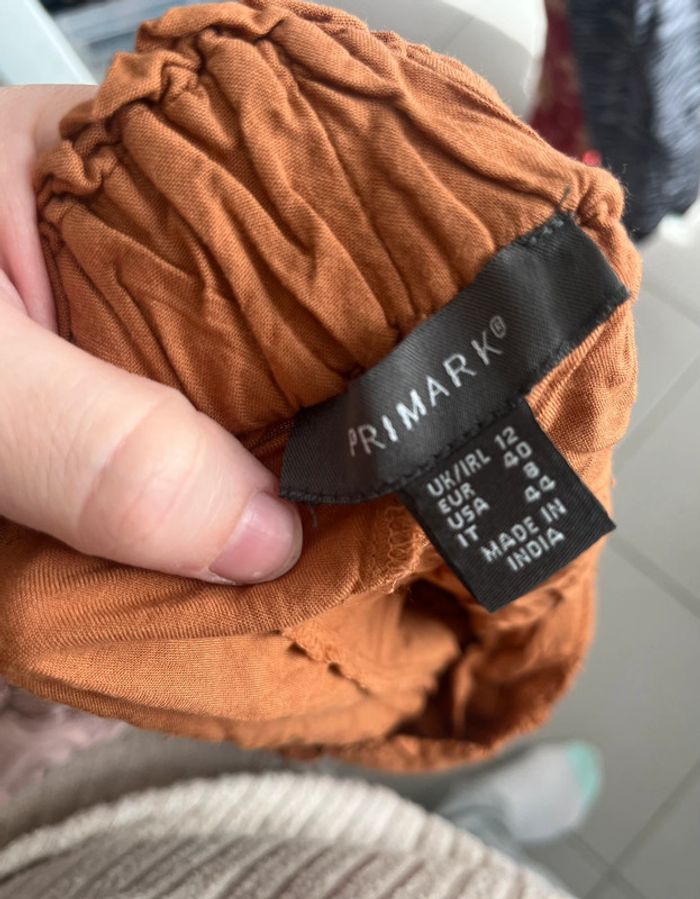 PRIMARK®
UK/IRL 12
EUR 40
USA 8
IT 44
MADE IN
INDIA